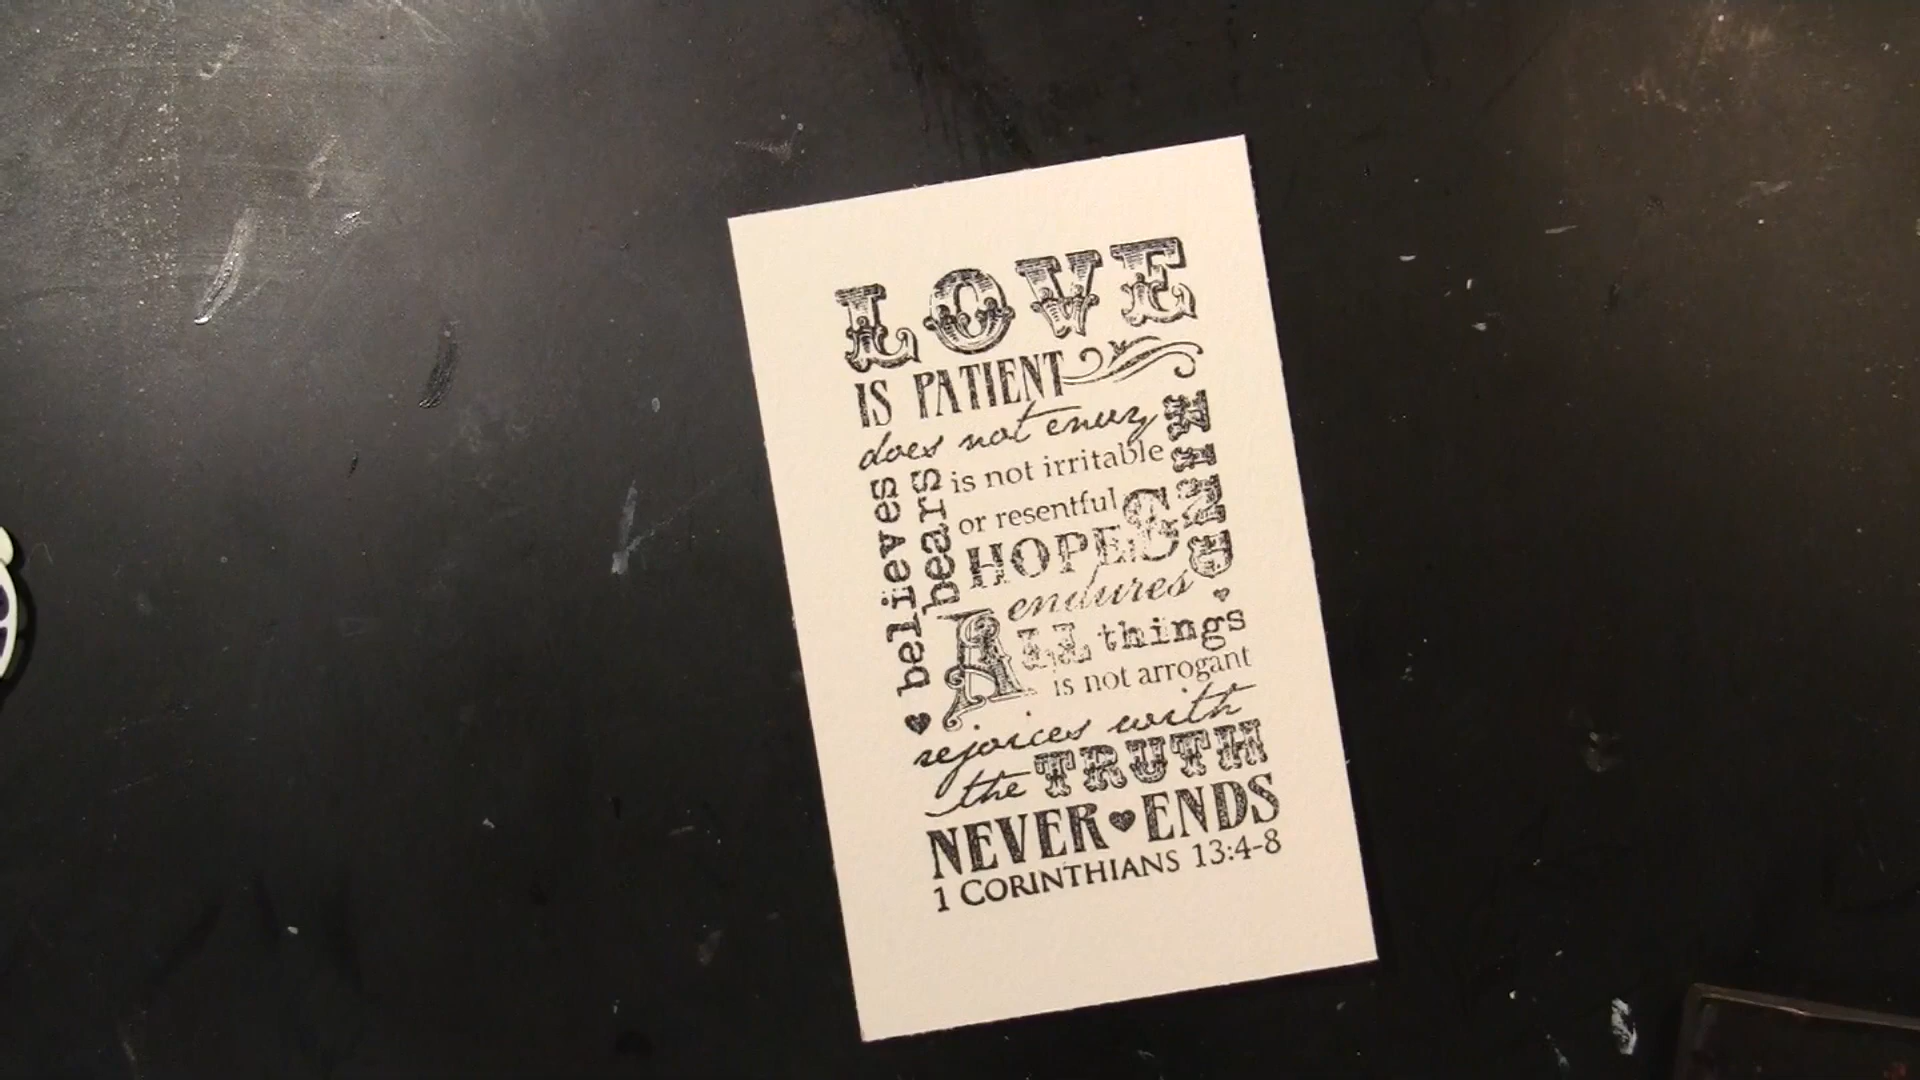 LOVE
IS PATIENT
& KIND
does not envy
is not irritable
or resentful
believes
bears
HOPES
endures
ALL things
is not arrogant
rejoices with
the TRUTH
NEVER ♥ ENDS
1 CORINTHIANS 13:4-8